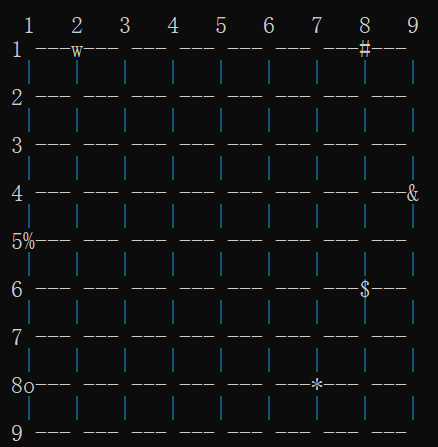 1 2 3 4 5 6 7 8 9
1 ---w--- --- --- --- --- ---#---
| | | | | | | | |
2 --- --- --- --- --- --- --- ---
| | | | | | | | |
3 --- --- --- --- --- --- --- ---
| | | | | | | | |
4 --- --- --- --- --- --- --- ---&
| | | | | | | | |
5%--- --- --- --- --- --- --- ---
| | | | | | | | |
6 --- --- --- --- --- --- ---$---
| | | | | | | | |
7 --- --- --- --- --- --- --- ---
| | | | | | | | |
8o--- --- --- --- --- ---*--- ---
| | | | | | | | |
9 --- --- --- --- --- --- --- ---